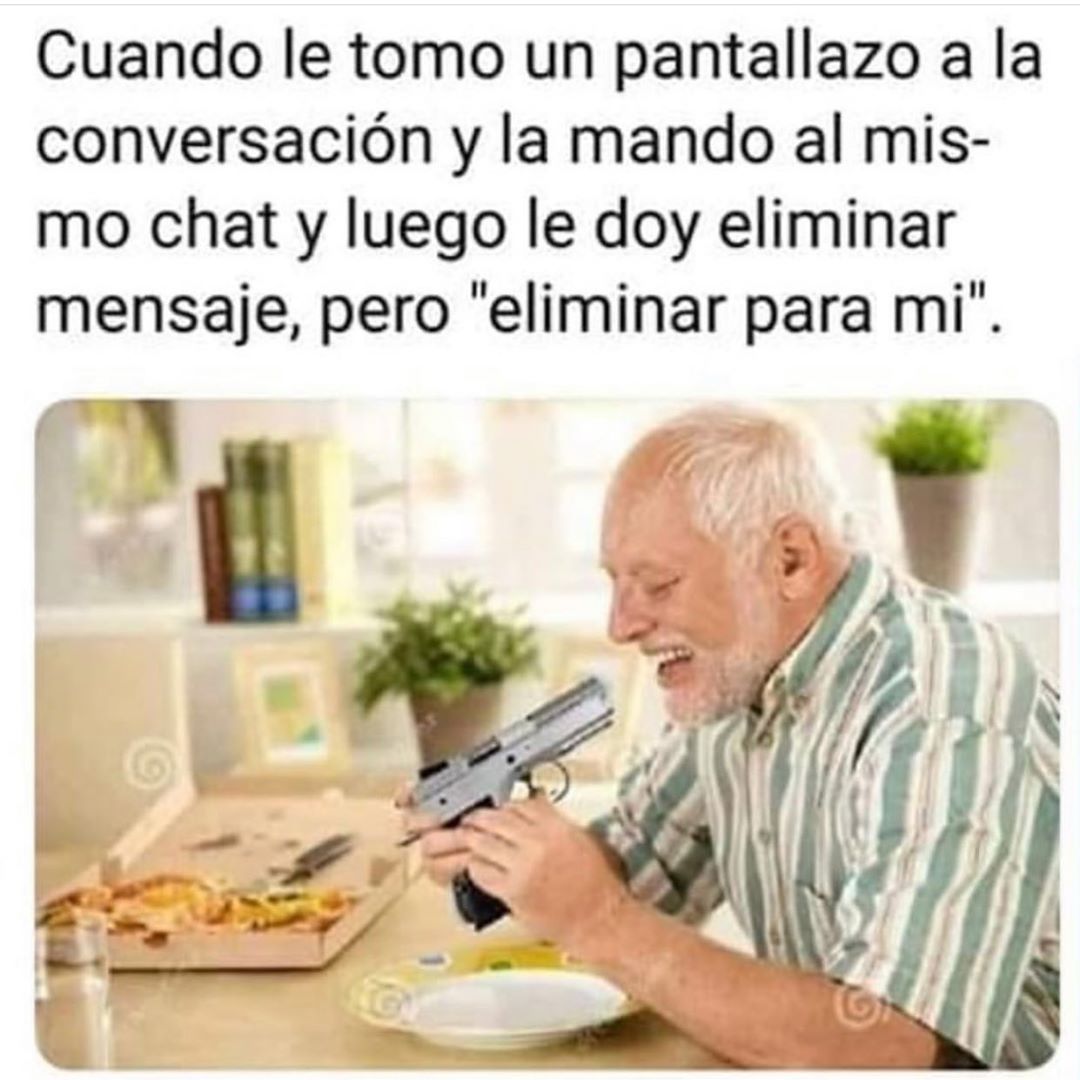 Cuando le tomo un pantallazo a la
conversación y la mando al mis-
mo chat y luego le doy eliminar
mensaje, pero "eliminar para mi".